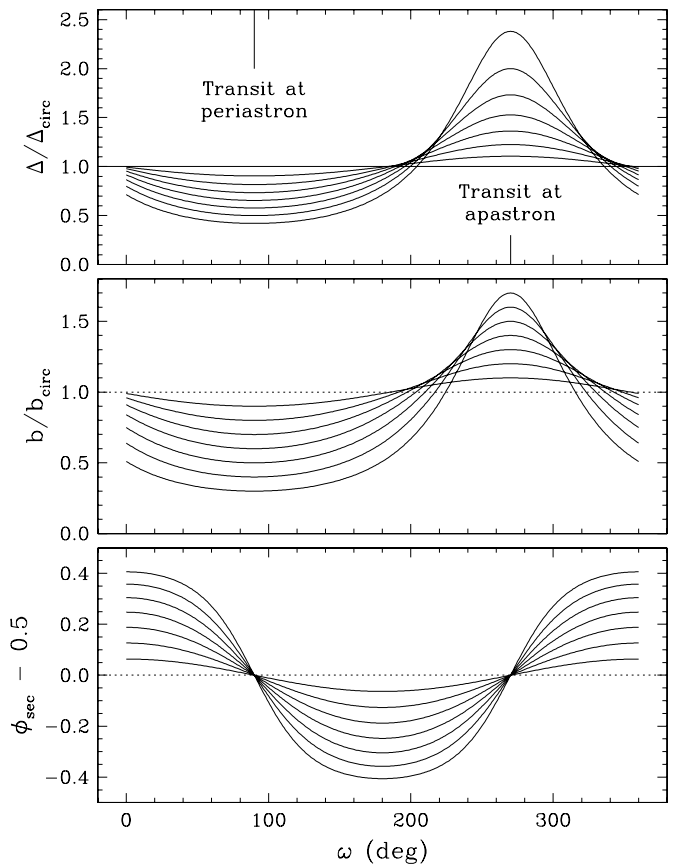 2.5
Transit at
periastron
2.0
Δ/Δcirc
1.5
1.0
Transit at
apastron
0.5
0.0
1.5
b/bcirc
1.0
0.5
0.0
0.4
0.2
ϕsec − 0.5
0.0
−0.2
−0.4
0 100 200 300
ω (deg)